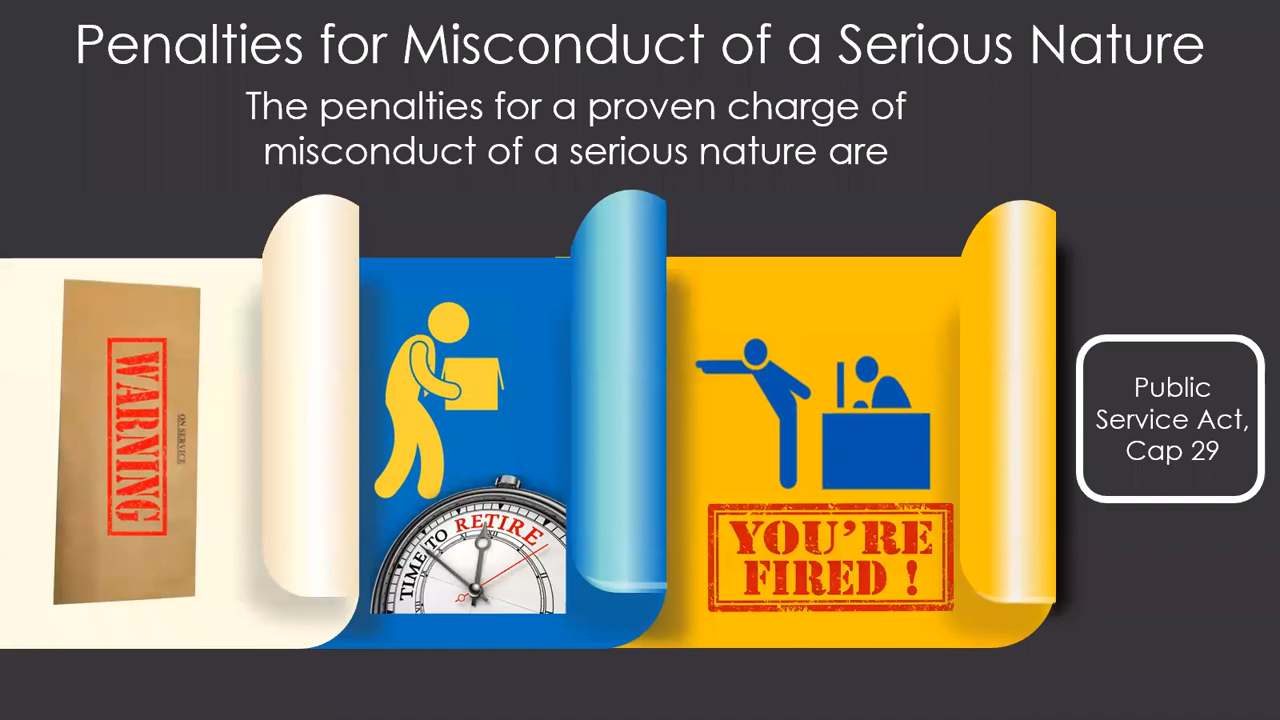 Penalties for Misconduct of a Serious Nature
The penalties for a proven charge of
misconduct of a serious nature are
WARNING
ON SERVICE
TIME TO RETIRE
YOU'RE
FIRED !
Public
Service Act,
Cap 29